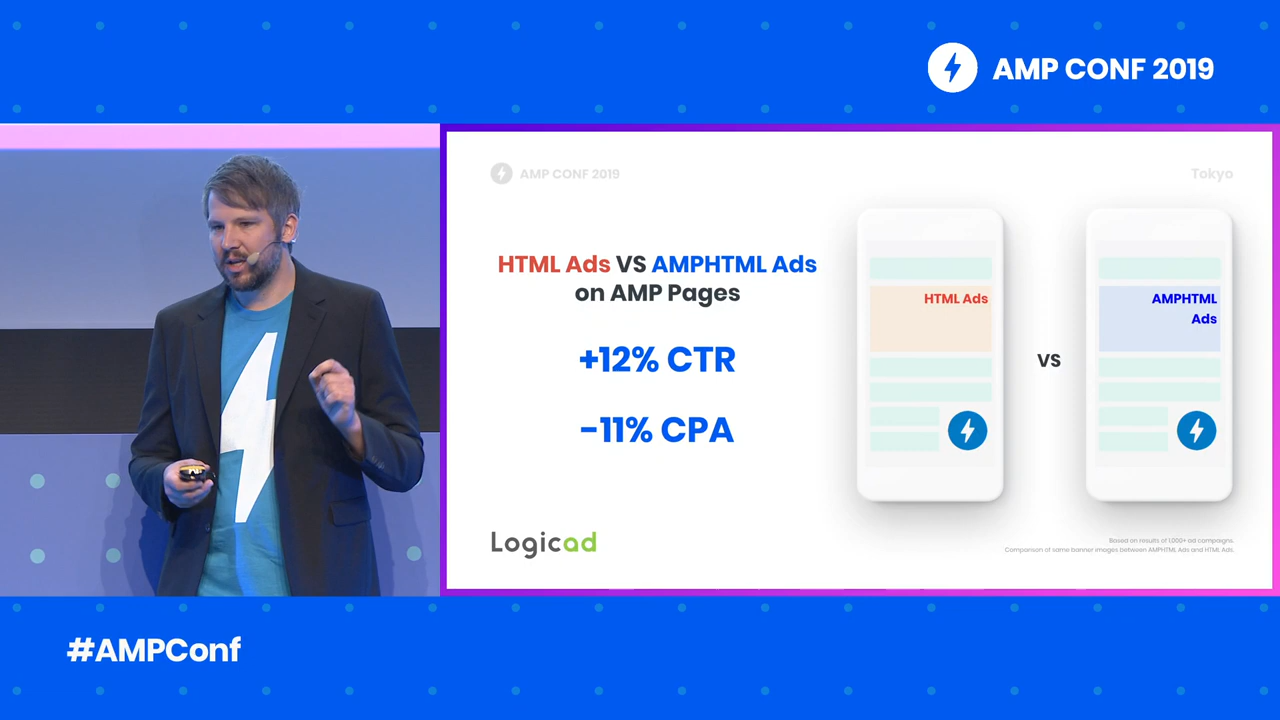 AMP CONF 2019
AMP CONF 2019
Tokyo
HTML Ads VS AMPHTML Ads
on AMP Pages
+12% CTR
-11% CPA
HTML Ads
VS
AMPHTML
Ads
Logicad
Based on results of 1,000+ ad campaigns.
Comparison of same banner images between AMPHTML Ads and HTML Ads.
#AMPConf